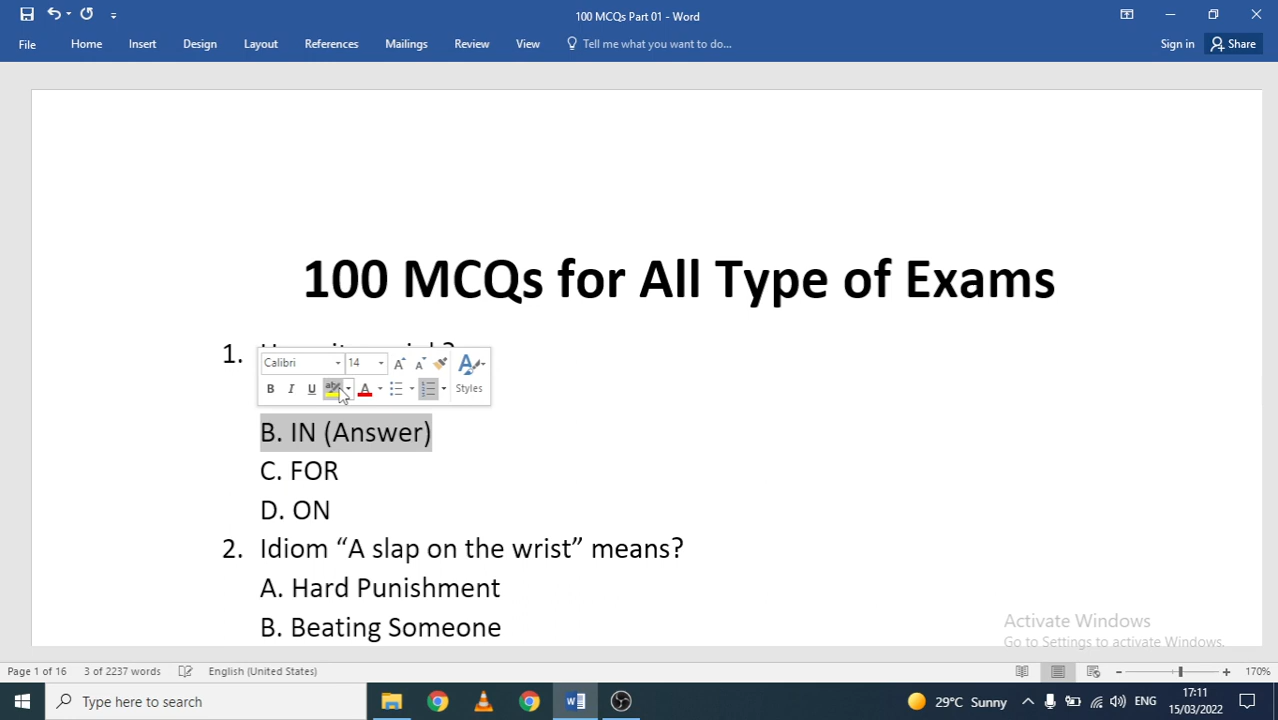 100 MCQs Part 01 - Word
File Home Insert Design Layout References Mailings Review View Tell me what you want to do... Sign in Share
100 MCQs for All Type of Exams
1.
Calibri 14
B I U abc A Styles
B. IN (Answer)
C. FOR
D. ON
2. Idiom “A slap on the wrist” means?
A. Hard Punishment
B. Beating Someone
Activate Windows
Go to Settings to activate Windows.
Page 1 of 16 3 of 2237 words English (United States) 170%
Type here to search 29°C Sunny ENG 17:11
15/03/2022